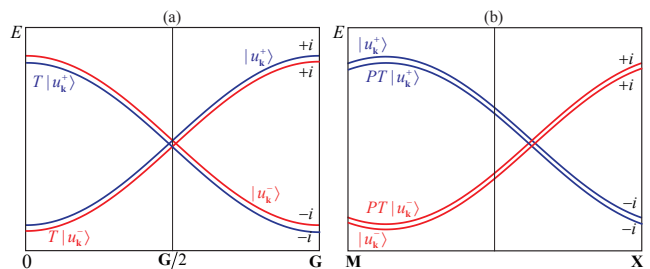 (a)
E
|u_k^+⟩
+i
+i
T|u_k^+⟩
|u_k^-⟩
-i
-i
T|u_k^-⟩
0
G/2
G
(b)
E
|u_k^+⟩
PT|u_k^+⟩
+i
+i
PT|u_k^-⟩
|u_k^-⟩
-i
-i
M
X